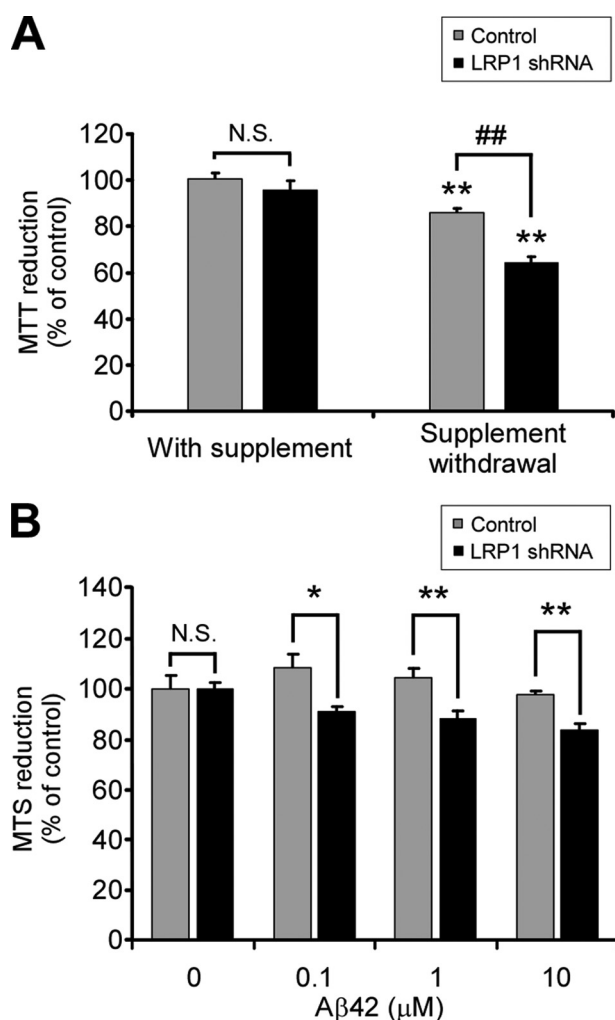 A
Control
LRP1 shRNA
MTT reduction
(% of control)
120
100
80
60
40
20
0
N.S.
##
**
**
With supplement
Supplement
withdrawal
B
Control
LRP1 shRNA
MTS reduction
(% of control)
140
120
100
80
60
40
20
0
N.S.
*
**
**
0 0.1 1 10
Aβ42 (μM)